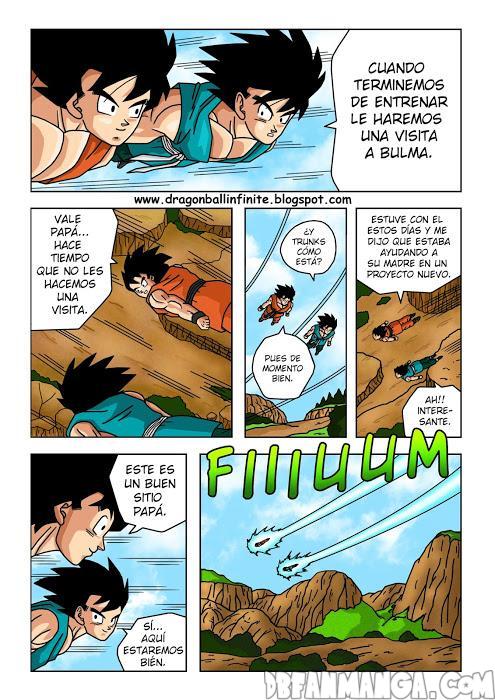 CUANDO
TERMINEMOS
DE ENTRENAR
LE HAREMOS
UNA VISITA
A BULMA.
www.dragonballinfinite.blogspot.com
VALE
PAPÁ...
HACE
TIEMPO
QUE NO LES
HACEMOS
UNA
VISITA.
¿Y
TRUNKS
CÓMO
ESTÁ?
PUES DE
MOMENTO
BIEN.
ESTUVE CON EL
ESTOS DÍAS Y ME
DIJO QUE ESTABA
AYUDANDO A
SU MADRE EN UN
PROYECTO NUEVO.
AH!!
INTERE-
SANTE.
ESTE ES
UN BUEN
SITIO
PAPÁ.
SÍ...
AQUÍ
ESTAREMOS
BIÉN.
FIIIUUM
DBFANMANGA.COM